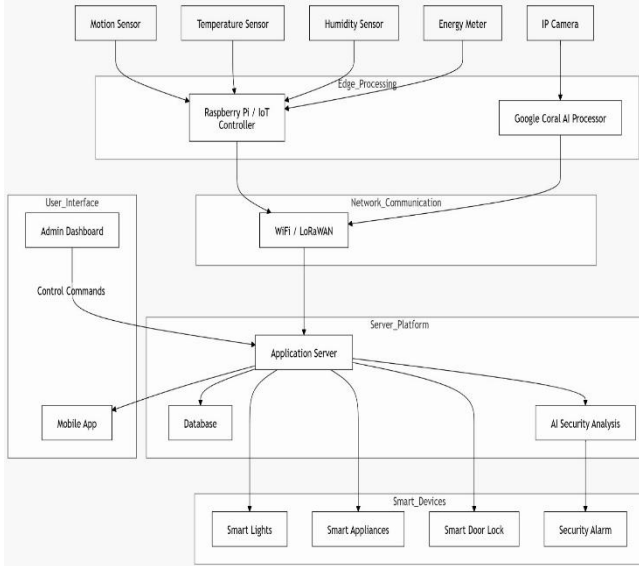 Motion Sensor
Temperature Sensor
Humidity Sensor
Energy Meter
IP Camera
Edge_Processing
Raspberry Pi / IoT
Controller
Google Coral AI Processor
User_Interface
Network_Communication
Admin Dashboard
WiFi / LoRaWAN
Control Commands
Server_Platform
Application Server
Mobile App
Database
AI Security Analysis
Smart_Devices
Smart Lights
Smart Appliances
Smart Door Lock
Security Alarm